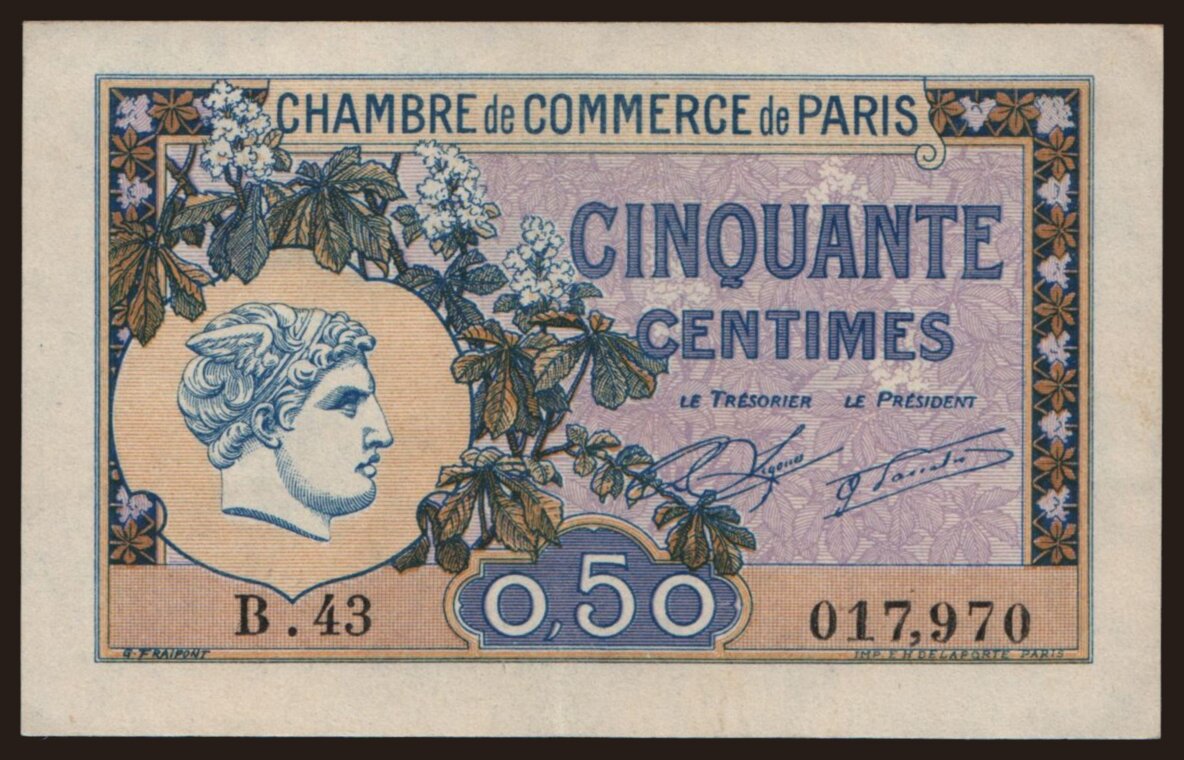 CHAMBRE de COMMERCE de PARIS
CINQUANTE
CENTIMES
LE TRÉSORIER LE PRÉSIDENT
B. 43
0,50
017,970
G. FRAIPONT
IMP. E H DELAPORTE PARIS